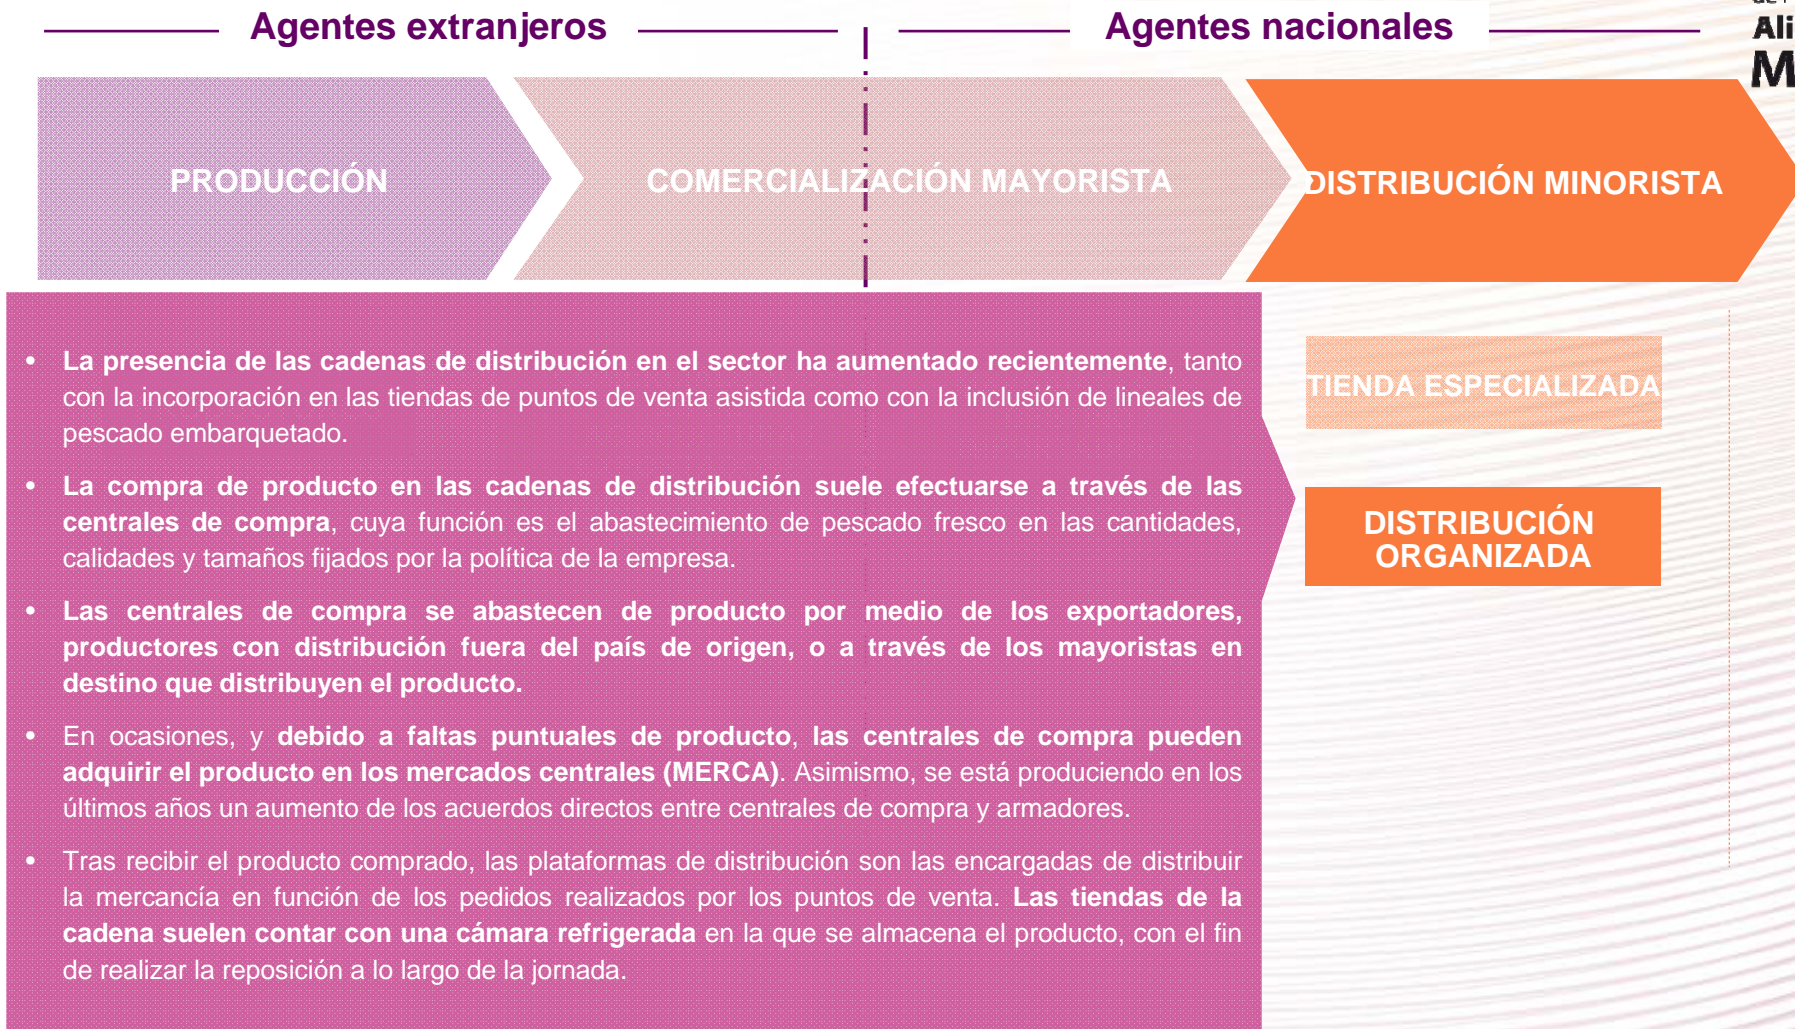 Agentes extranjeros
Agentes nacionales
Ali
M
PRODUCCIÓN
COMERCIALIZACIÓN MAYORISTA
DISTRIBUCIÓN MINORISTA
• La presencia de las cadenas de distribución en el sector ha aumentado recientemente, tanto
con la incorporación en las tiendas de puntos de venta asistida como con la inclusión de lineales de
pescado embarquetado.
• La compra de producto en las cadenas de distribución suele efectuarse a través de las
centrales de compra, cuya función es el abastecimiento de pescado fresco en las cantidades,
calidades y tamaños fijados por la política de la empresa.
• Las centrales de compra se abastecen de producto por medio de los exportadores,
productores con distribución fuera del país de origen, o a través de los mayoristas en
destino que distribuyen el producto.
• En ocasiones, y debido a faltas puntuales de producto, las centrales de compra pueden
adquirir el producto en los mercados centrales (MERCA). Asimismo, se está produciendo en los
últimos años un aumento de los acuerdos directos entre centrales de compra y armadores.
• Tras recibir el producto comprado, las plataformas de distribución son las encargadas de distribuir
la mercancía en función de los pedidos realizados por los puntos de venta. Las tiendas de la
cadena suelen contar con una cámara refrigerada en la que se almacena el producto, con el fin
de realizar la reposición a lo largo de la jornada.
TIENDA ESPECIALIZADA
DISTRIBUCIÓN
ORGANIZADA